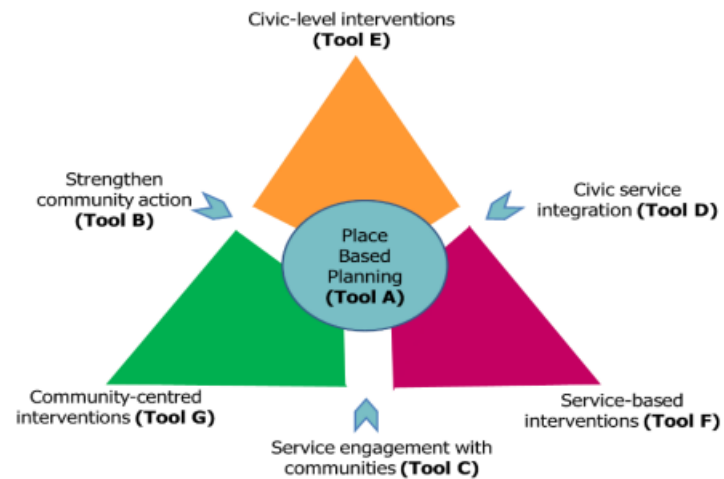 Civic-level interventions
(Tool E)
Strengthen
community action
(Tool B)
Civic service
integration (Tool D)
Place
Based
Planning
(Tool A)
Community-centred
interventions (Tool G)
Service-based
interventions (Tool F)
Service engagement with
communities (Tool C)